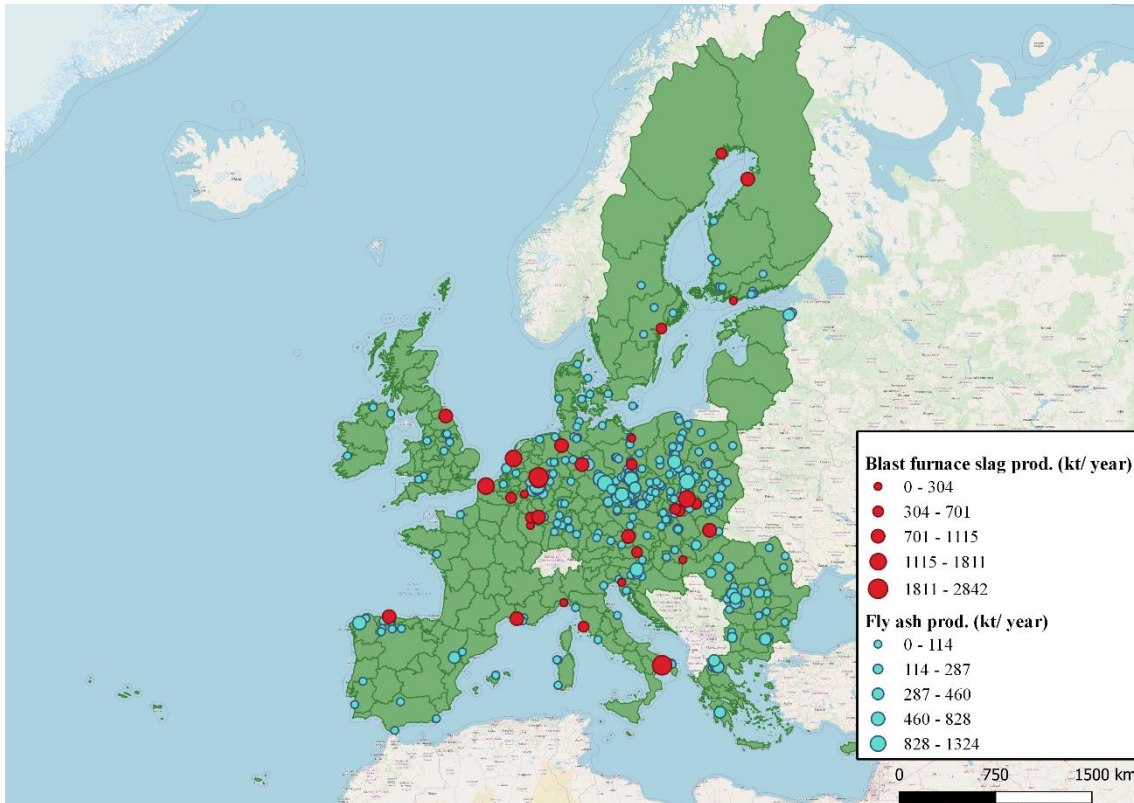 Blast furnace slag prod. (kt/ year)
0 - 304
304 - 701
701 - 1115
1115 - 1811
1811 - 2842
Fly ash prod. (kt/ year)
0 - 114
114 - 287
287 - 460
460 - 828
828 - 1324
0 750 1500 km